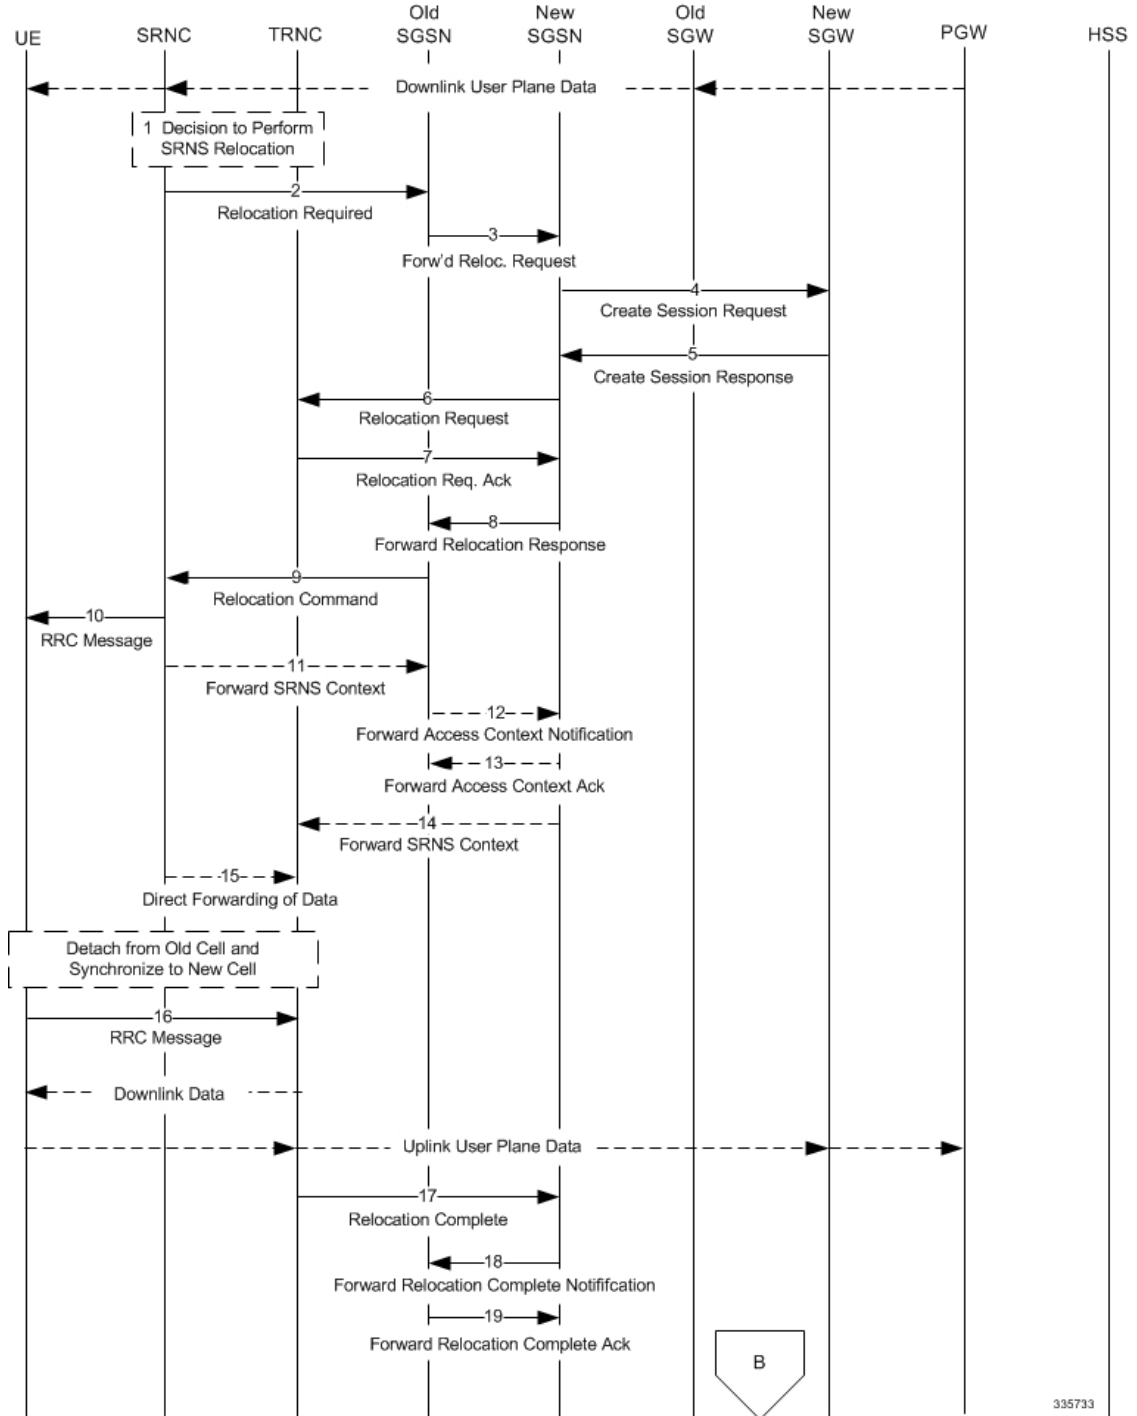 Old New Old New
UE SRNC TRNC SGSN SGSN SGW SGW PGW HSS
Downlink User Plane Data
1 Decision to Perform
SRNS Relocation
2
Relocation Required
3
Forw'd Reloc. Request
4
Create Session Request
5
Create Session Response
6
Relocation Request
7
Relocation Req. Ack
8
Forward Relocation Response
9
Relocation Command
10
RRC Message
11
Forward SRNS Context
12
Forward Access Context Notification
13
Forward Access Context Ack
14
Forward SRNS Context
15
Direct Forwarding of Data
Detach from Old Cell and
Synchronize to New Cell
16
RRC Message
Downlink Data
Uplink User Plane Data
17
Relocation Complete
18
Forward Relocation Complete Notififcation
19
Forward Relocation Complete Ack
B
335733